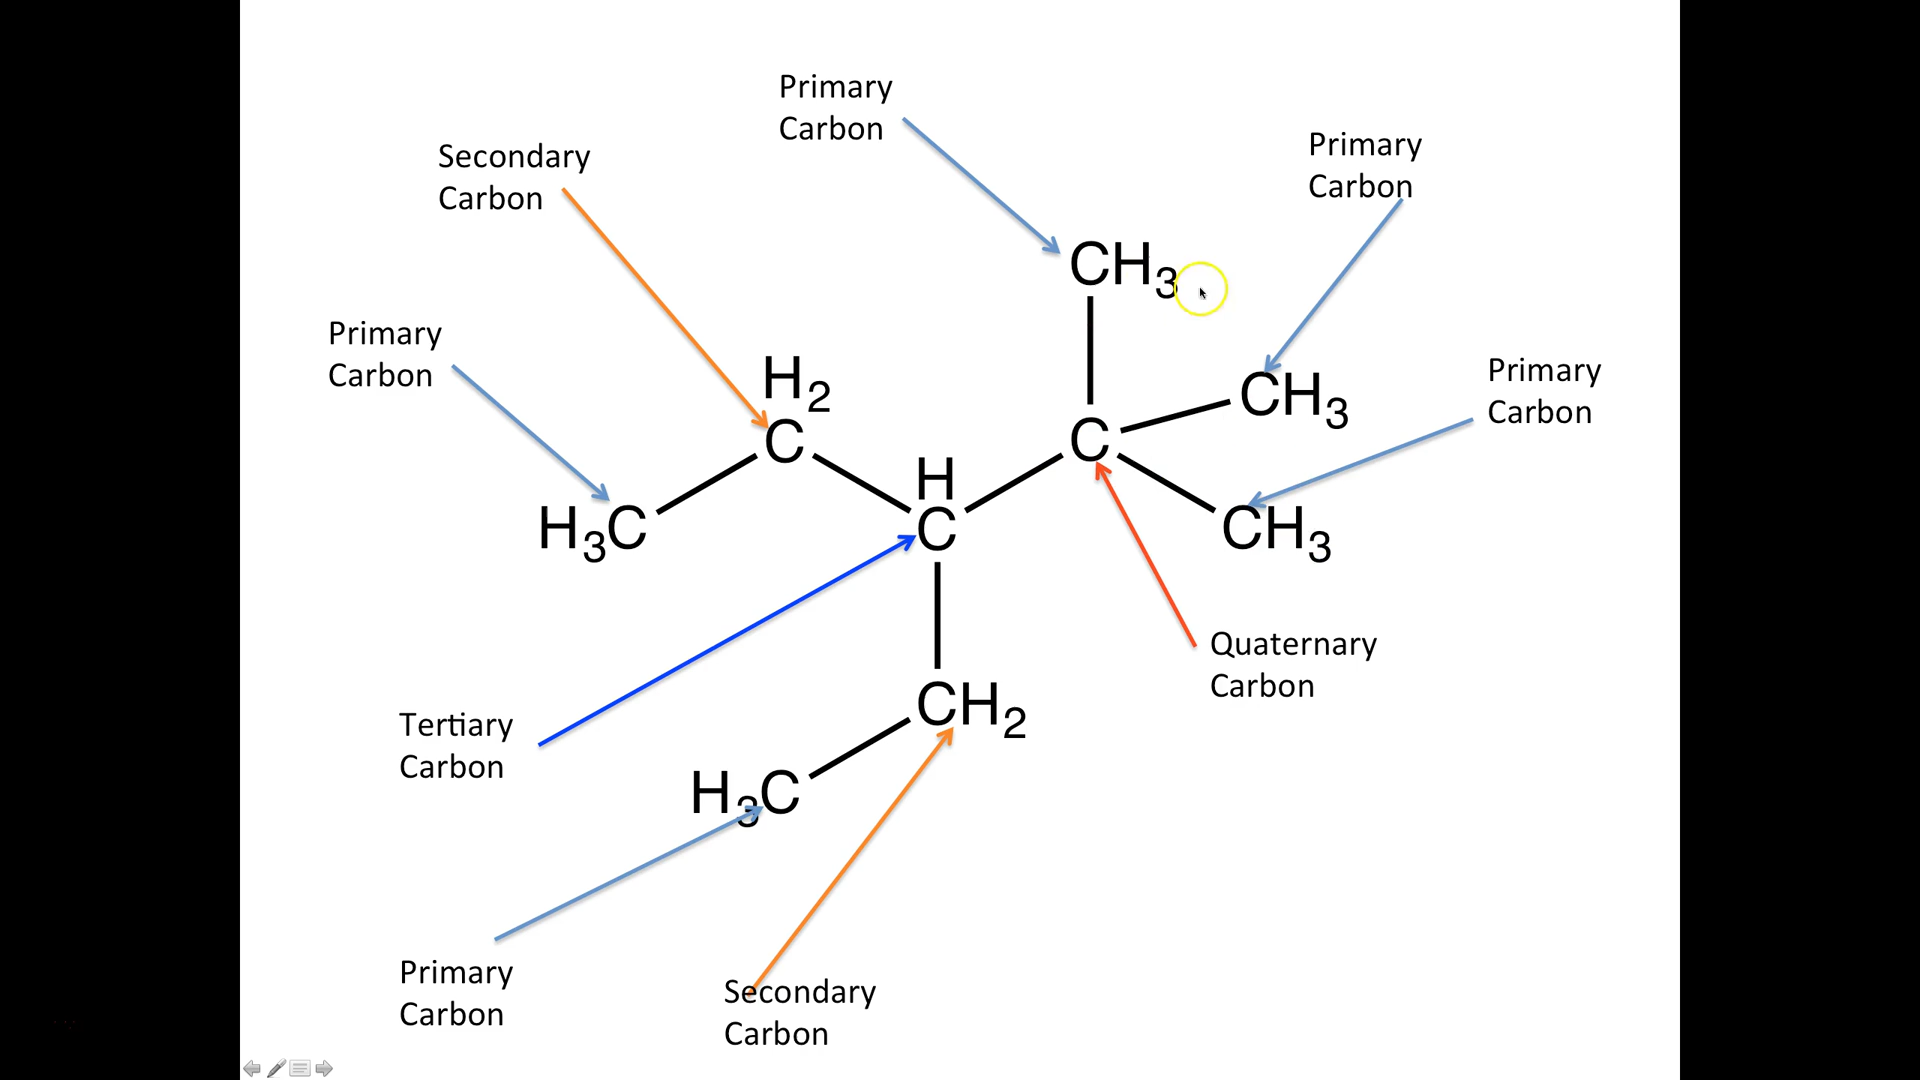 Primary
Carbon
Primary
Carbon
Secondary
Carbon
CH3
Primary
Carbon
H2
C
Primary
Carbon
CH3
C
H
C
H3C
CH3
Quaternary
Carbon
Tertiary
Carbon
CH2
H3C
Primary
Carbon
Secondary
Carbon